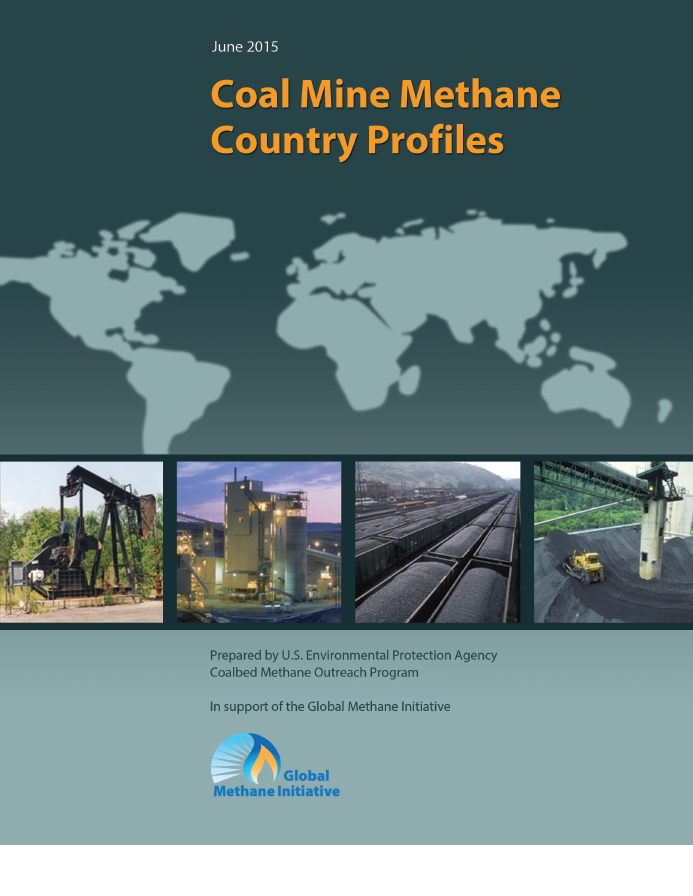 June 2015
Coal Mine Methane
Country Profiles
Prepared by U.S. Environmental Protection Agency
Coalbed Methane Outreach Program
In support of the Global Methane Initiative
Global
Methane Initiative